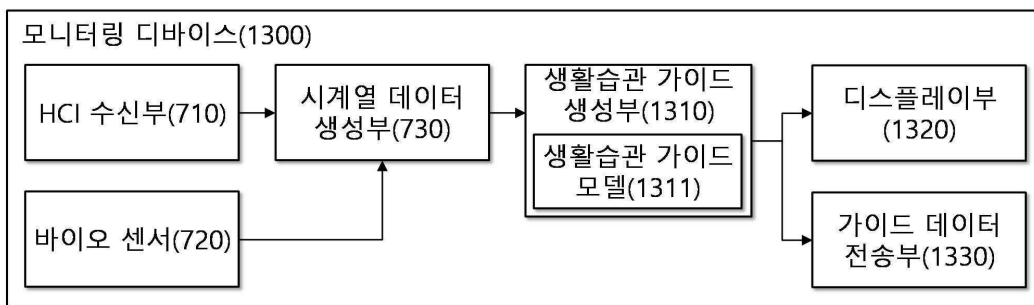 모니터링 디바이스(1300)
HCI 수신부(710)
시계열 데이터
생성부(730)
생활습관 가이드
생성부(1310)
생활습관 가이드
모델(1311)
디스플레이부
(1320)
바이오 센서(720)
가이드 데이터
전송부(1330)